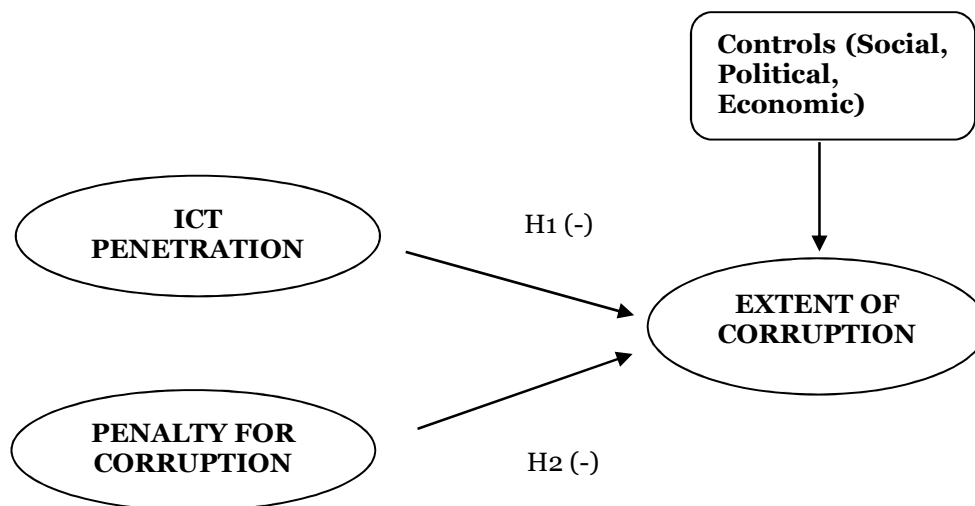 Controls (Social,
Political,
Economic)
ICT
PENETRATION
H1 (-)
EXTENT OF
CORRUPTION
PENALTY FOR
CORRUPTION
H2 (-)